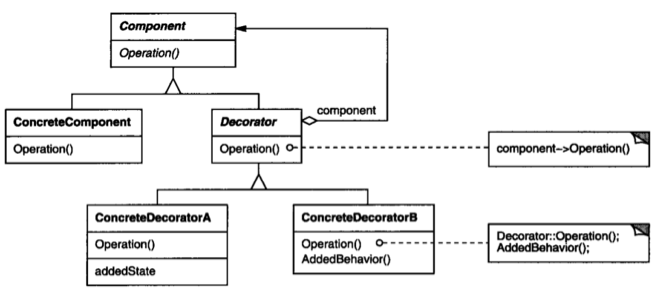 Component
Operation()
component
ConcreteComponent
Operation()
Decorator
Operation()
component->Operation()
ConcreteDecoratorA
Operation()
addedState
ConcreteDecoratorB
Operation()
AddedBehavior()
Decorator::Operation();
AddedBehavior();